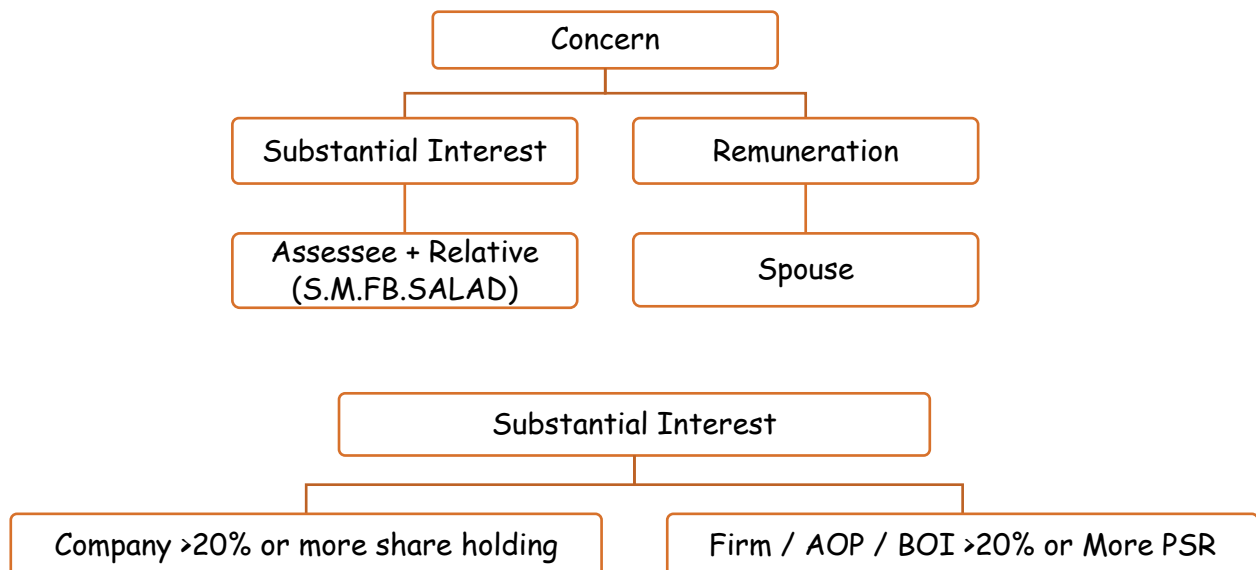 Concern
Substantial Interest
Remuneration
Assessee + Relative
(S.M.FB.SALAD)
Spouse
Substantial Interest
Company >20% or more share holding
Firm / AOP / BOI >20% or More PSR